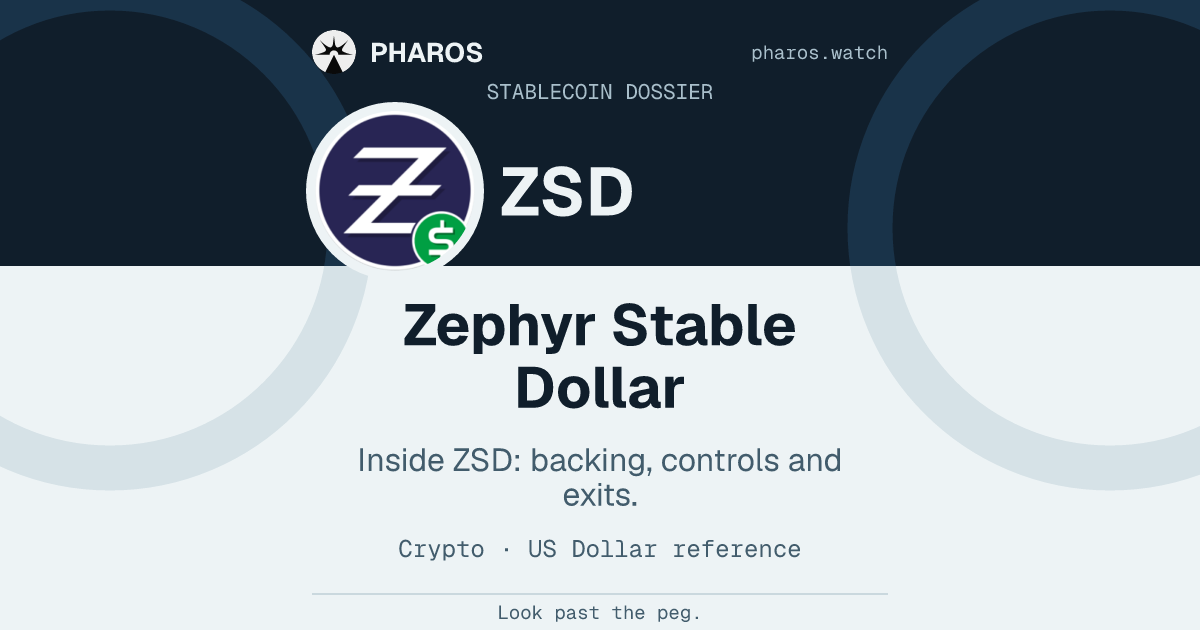 PHAROS
pharos.watch
STABLECOIN DOSSIER
ZSD
Zephyr Stable
Dollar
Inside ZSD: backing, controls and
exits.
Crypto · US Dollar reference
Look past the peg.